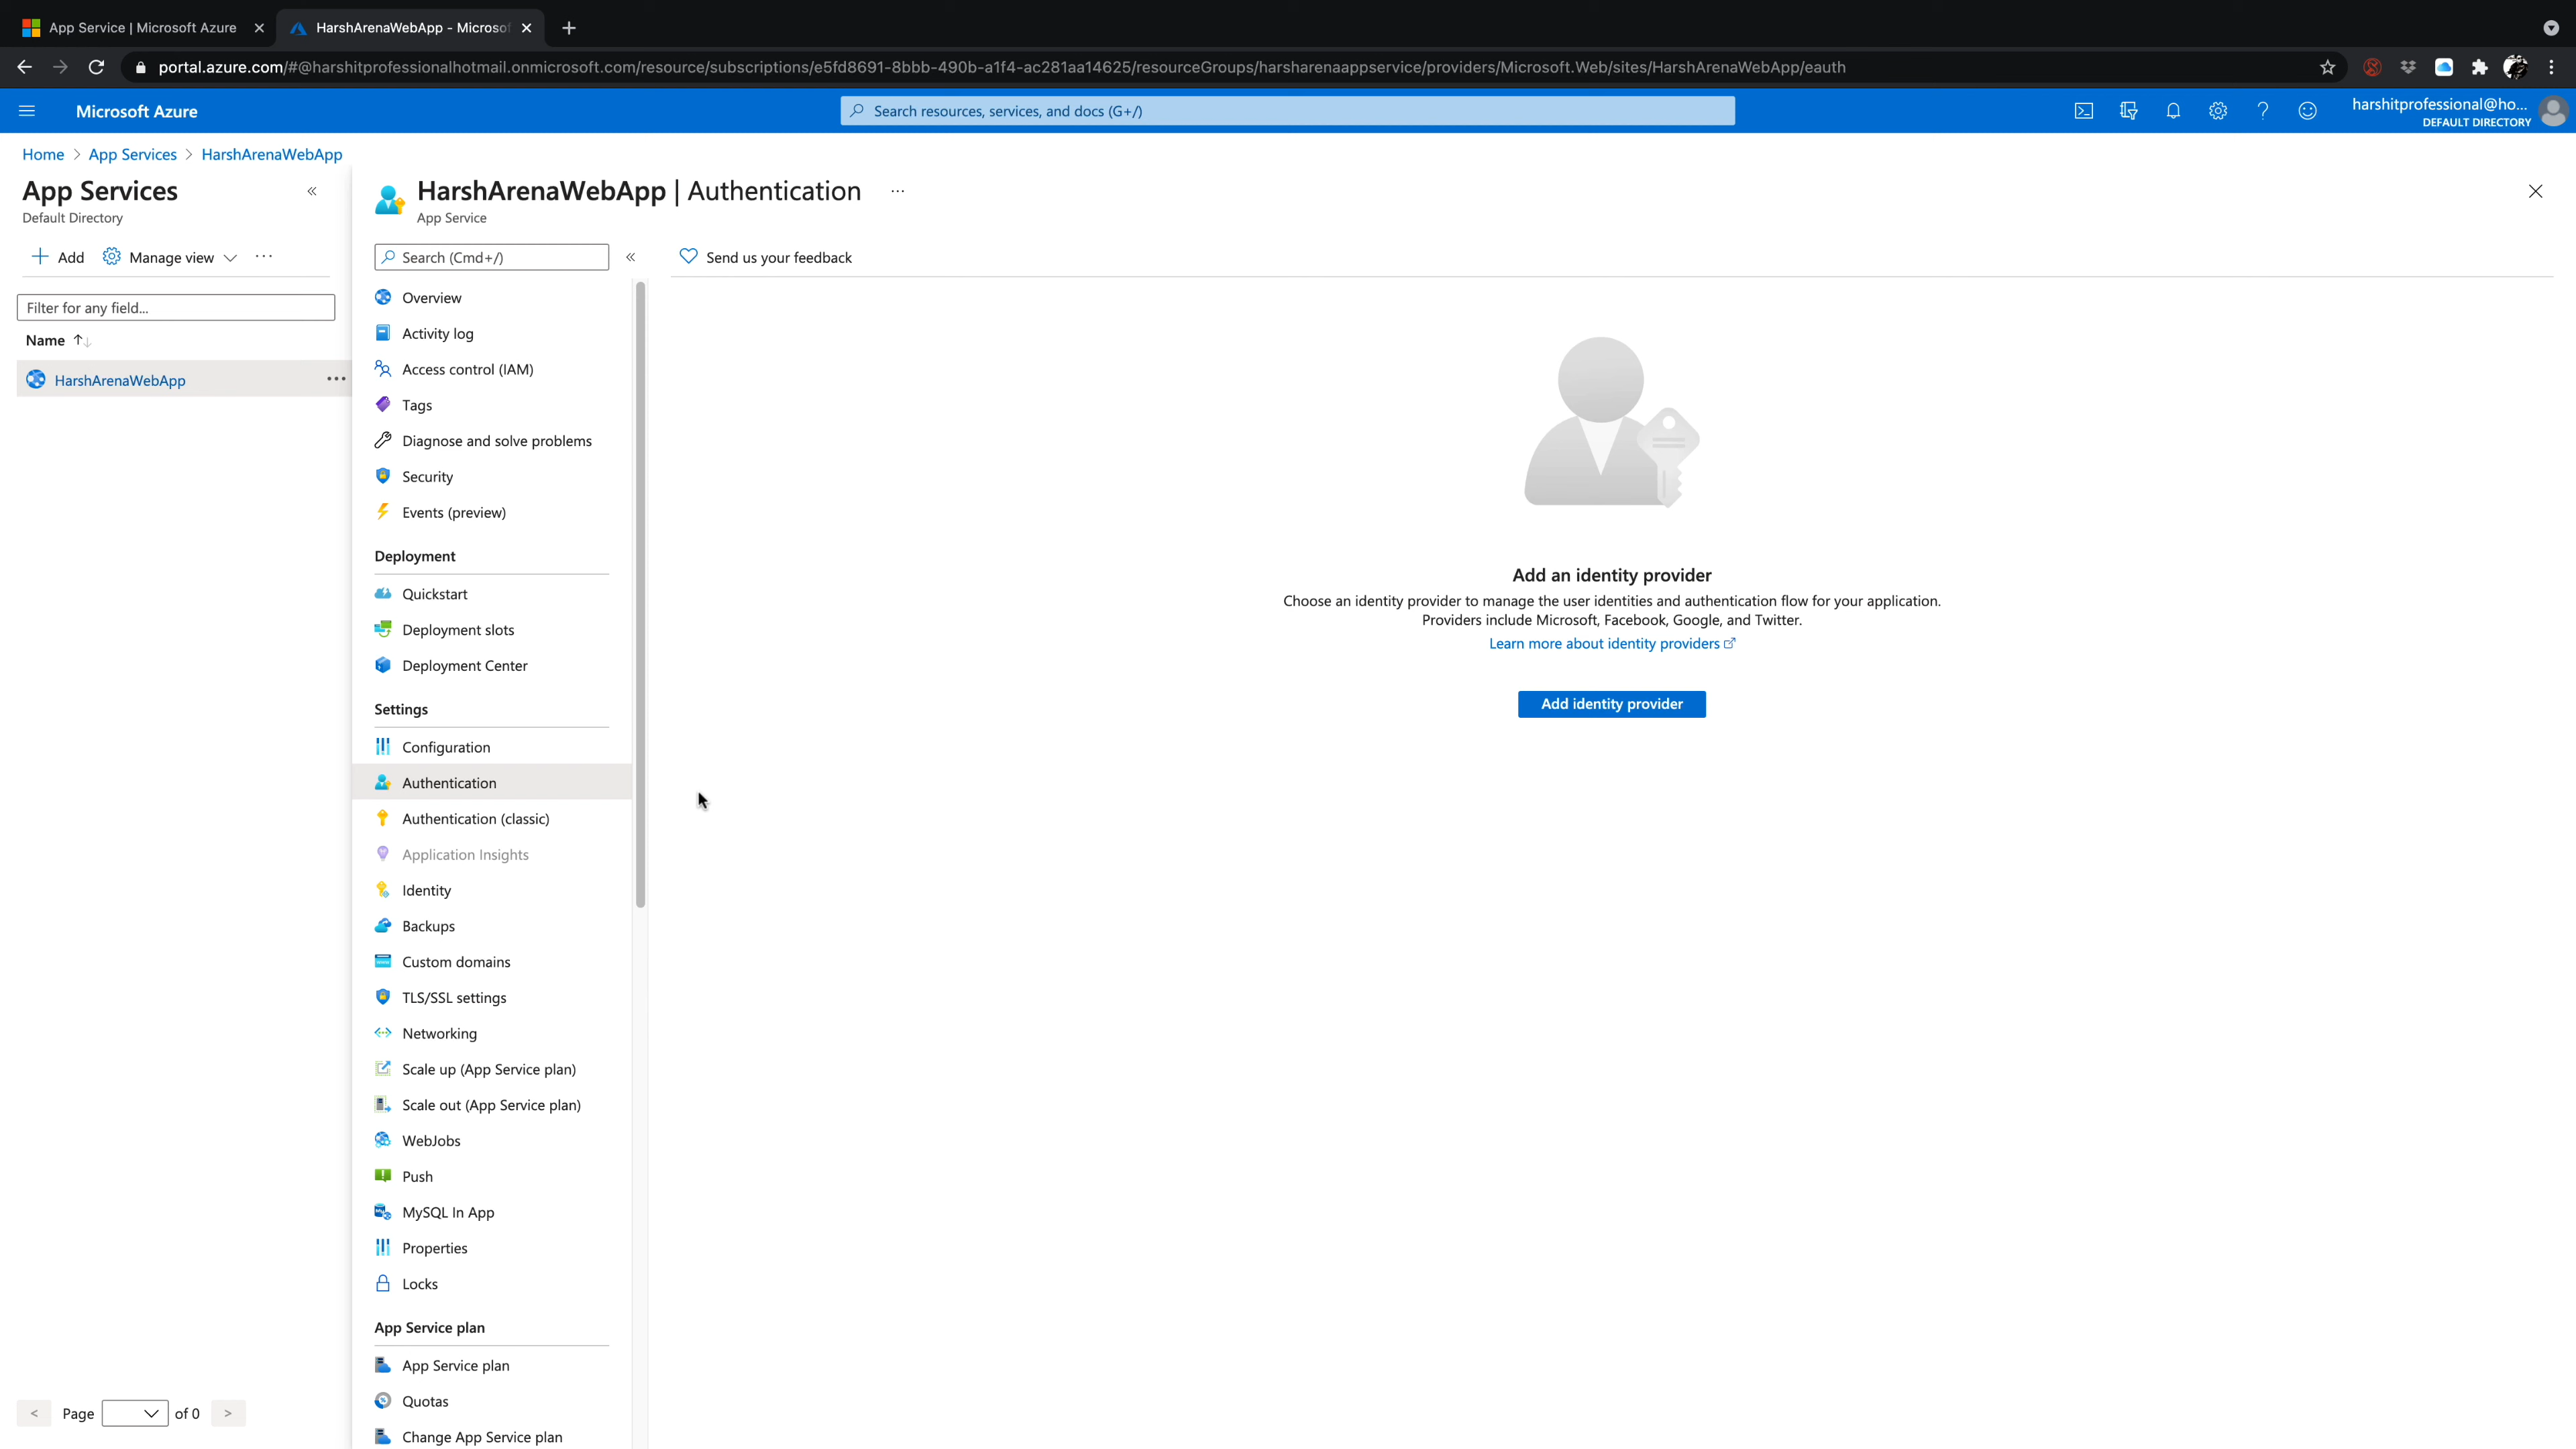 App Service | Microsoft Azure
HarshArenaWebApp - Microsof
portal.azure.com/#@harshitprofessionalhotmail.onmicrosoft.com/resource/subscriptions/e5fd8691-8bbb-490b-a1f4-ac281aa14625/resourceGroups/harsharenaappservice/providers/Microsoft.Web/sites/HarshArenaWebApp/eauth
Microsoft Azure
Search resources, services, and docs (G+/)
harshitprofessional@ho...
DEFAULT DIRECTORY
Home > App Services > HarshArenaWebApp
App Services
Default Directory
Add
Manage view
Filter for any field...
Name
HarshArenaWebApp
Page
of 0
HarshArenaWebApp | Authentication
App Service
Search (Cmd+/)
Overview
Activity log
Access control (IAM)
Tags
Diagnose and solve problems
Security
Events (preview)
Deployment
Quickstart
Deployment slots
Deployment Center
Settings
Configuration
Authentication
Authentication (classic)
Application Insights
Identity
Backups
Custom domains
TLS/SSL settings
Networking
Scale up (App Service plan)
Scale out (App Service plan)
WebJobs
Push
MySQL In App
Properties
Locks
App Service plan
App Service plan
Quotas
Change App Service plan
Send us your feedback
Add an identity provider
Choose an identity provider to manage the user identities and authentication flow for your application.
Providers include Microsoft, Facebook, Google, and Twitter.
Learn more about identity providers
Add identity provider